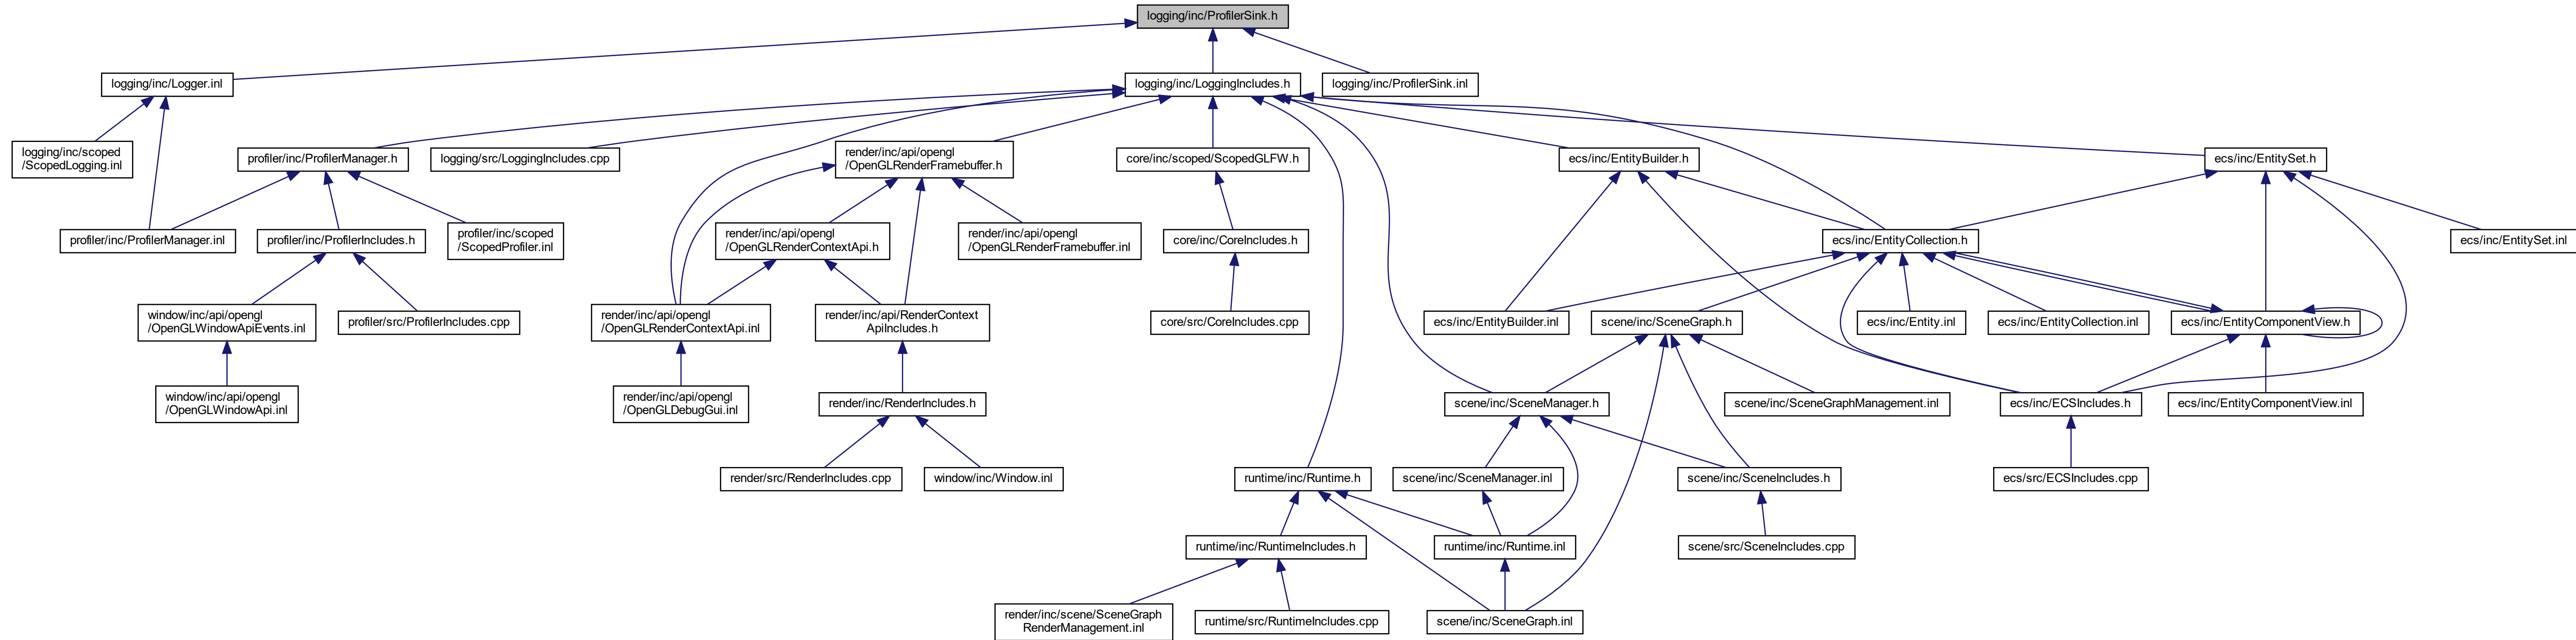 logging/inc/ProfilerSink.h
logging/inc/Logger.inl
logging/inc/LoggingIncludes.h
logging/inc/ProfilerSink.inl
logging/inc/scoped
/ScopedLogging.inl
profiler/inc/ProfilerManager.h
logging/src/LoggingIncludes.cpp
render/inc/api/opengl
/OpenGLRenderFramebuffer.h
core/inc/scoped/ScopedGLFW.h
ecs/inc/EntityBuilder.h
ecs/inc/EntitySet.h
profiler/inc/ProfilerManager.inl
profiler/inc/ProfilerIncludes.h
profiler/inc/scoped
/ScopedProfiler.inl
render/inc/api/opengl
/OpenGLRenderContextApi.h
render/inc/api/opengl
/OpenGLRenderFramebuffer.inl
core/inc/CoreIncludes.h
ecs/inc/EntityCollection.h
ecs/inc/EntitySet.inl
window/inc/api/opengl
/OpenGLWindowApiEvents.inl
profiler/src/ProfilerIncludes.cpp
render/inc/api/opengl
/OpenGLRenderContextApi.inl
render/inc/api/RenderContext
ApiIncludes.h
core/src/CoreIncludes.cpp
ecs/inc/EntityBuilder.inl
scene/inc/SceneGraph.h
ecs/inc/Entity.inl
ecs/inc/EntityCollection.inl
ecs/inc/EntityComponentView.h
window/inc/api/opengl
/OpenGLWindowApi.inl
render/inc/api/opengl
/OpenGLDebugGui.inl
render/inc/RenderIncludes.h
scene/inc/SceneManager.h
scene/inc/SceneGraphManagement.inl
ecs/inc/ECSIncludes.h
ecs/inc/EntityComponentView.inl
render/src/RenderIncludes.cpp
window/inc/Window.inl
runtime/inc/Runtime.h
scene/inc/SceneManager.inl
scene/inc/SceneIncludes.h
ecs/src/ECSIncludes.cpp
runtime/inc/RuntimeIncludes.h
runtime/inc/Runtime.inl
scene/src/SceneIncludes.cpp
render/inc/scene/SceneGraph
RenderManagement.inl
runtime/src/RuntimeIncludes.cpp
scene/inc/SceneGraph.inl